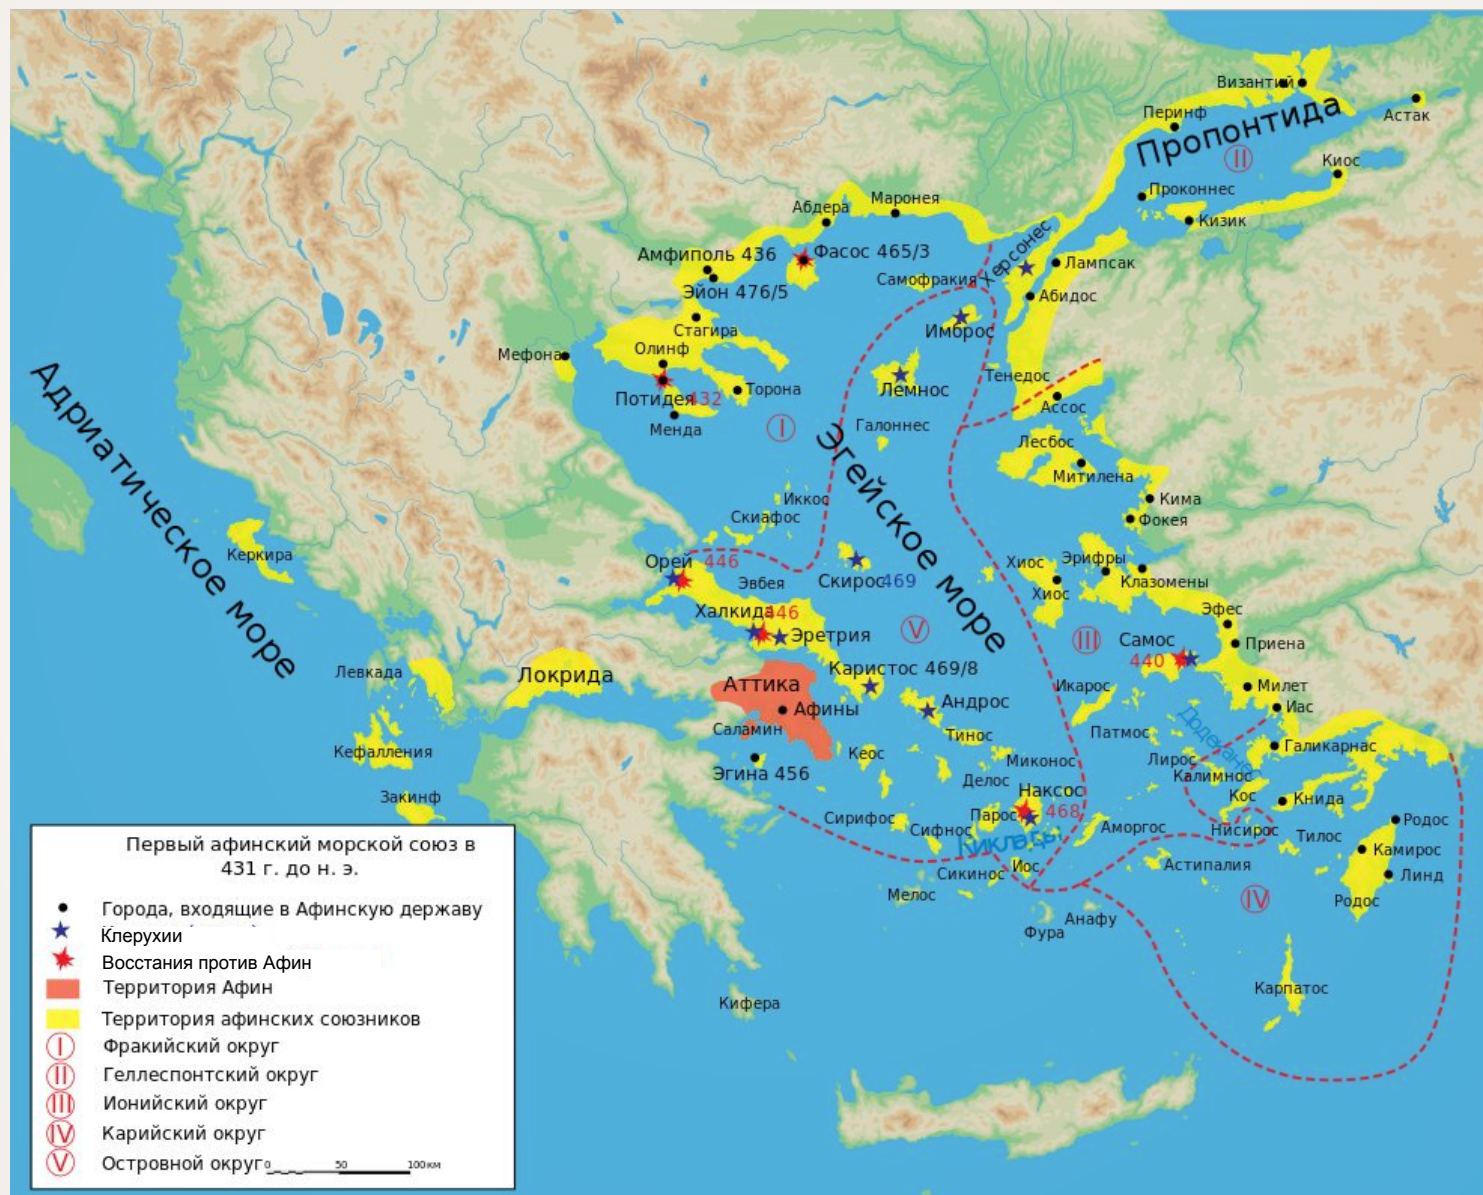 Византий
Пропонтида
Перинф
Астак
II
Киос
Проконнес
Кизик
Маронея
Абдера
Амфиполь 436
Фасос 465/3
Херсонес
Лампсак
Самофракия
Эйон 476/5
Абидос
Стагира
Имброс
Олинф
Мефона
Тенедос
Торона
Лемнос
Потидея 432
Ассос
Менда
I
Галоннес
Лесбос
Митилена
Адриатическое море
Эгейское море
Иккос
Скиафос
Кима
Фокея
Керкира
Орей 446
Эвбея
Скирос 469
Хиос
Эрифры
Клазомены
Хиос
Халкида 446
Эретрия
V
III
Эфес
Самос
440
Приена
Левкада
Локрида
Каристос 469/8
Аттика
Афины
Андрос
Икарос
Милет
Иас
Додеканес
Саламин
Тинос
Патмос
Галикарнас
Кефалления
Кеос
Миконос
Лирос
Эгина 456
Делос
Калимнос
Закинф
Наксос
468
Кос
Книда
Сирифос
Парос
Сифнос
Аморгос
Нисирос
Тилос
Родос
Киклады
Камирос
Иос
Астипалия
Сикинос
Линд
Мелос
Родос
IV
Анафу
Фура
Карпатос
Кифера
Первый афинский морской союз в
431 г. до н. э.
Города, входящие в Афинскую державу
Клерухии
Восстания против Афин
Территория Афин
Территория афинских союзников
I Фракийский округ
II Геллеспонтский округ
III Ионийский округ
IV Карийский округ
V Островной округ
0 50 100км